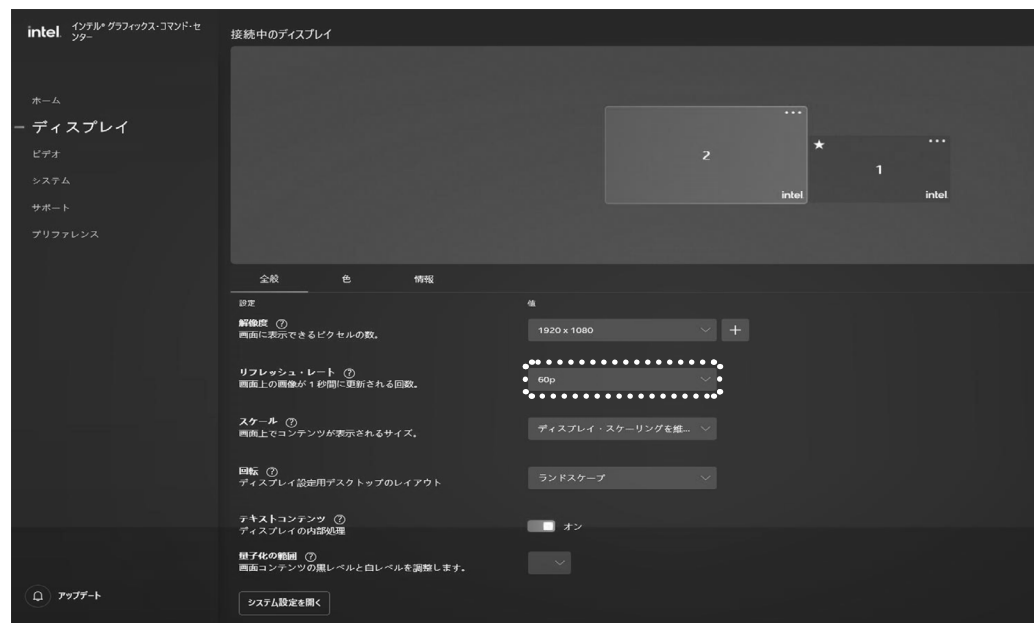 intel.
インテル® グラフィックス・コマンド・セ
ンター
ホーム
ディスプレイ
ビデオ
システム
サポート
プリファレンス
アップデート
接続中のディスプレイ
2
intel
1
intel
全般
色
情報
設定
値
解像度 ?
画面に表示できるピクセルの数。
1920 x 1080
+
リフレッシュ・レート ?
画面上の画像が 1 秒間に更新される回数。
60p
スケール ?
画面上でコンテンツが表示されるサイズ。
ディスプレイ・スケーリングを維...
回転 ?
ディスプレイ設定用デスクトップのレイアウト
ランドスケープ
テキストコンテンツ ?
ディスプレイの内部処理
オン
量子化の範囲 ?
画面コンテンツの黒レベルと白レベルを調整します。
システム設定を開く